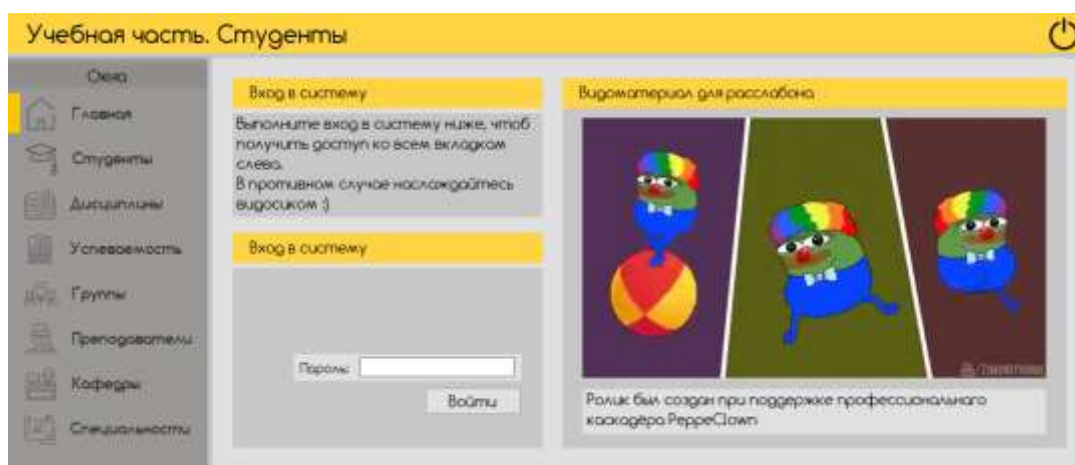 Учебная часть. Студенты
Окна
Главная
Студенты
Дисциплины
Успеваемость
Группы
Преподаватели
Кафедры
Специальности
Вход в систему
Выполните вход в систему ниже, чтоб
получить доступ ко всем вкладкам
слева.
В противном случае наслаждайтесь
видосиком :)
Вход в систему
Пароль:
Войти
Видоматериал для расслабона
Ролик был создан при поддержке профессионального
каскадёра PeppeClown